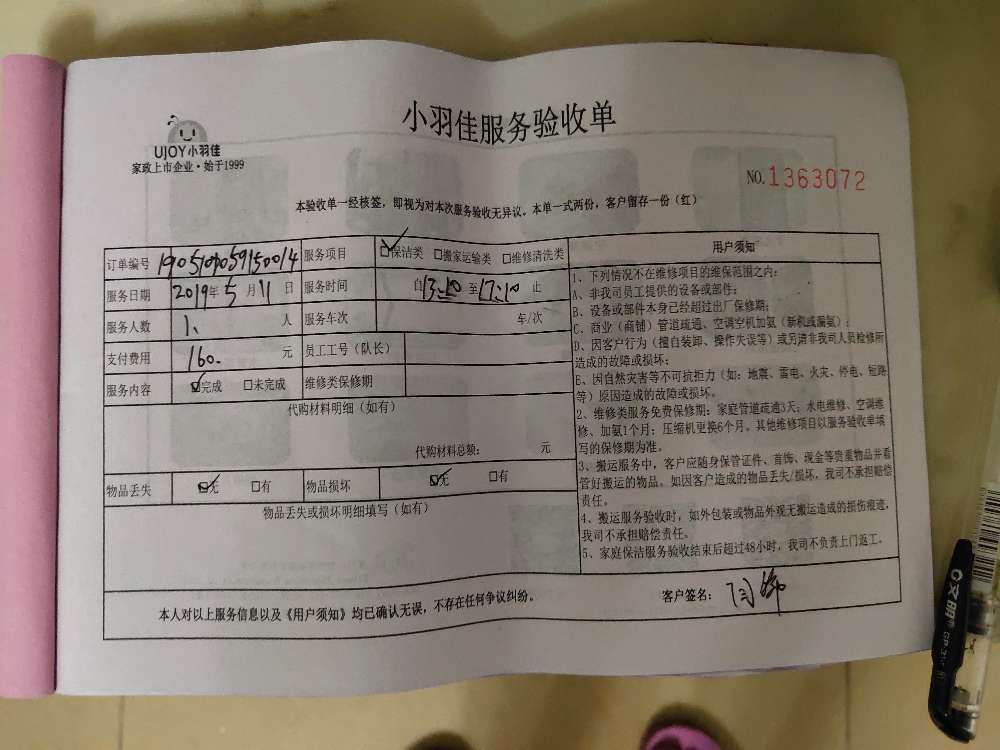 小羽佳服务验收单
UJOY小羽佳
家政上市企业·始于1999
NO.1363072
本验收单一经核签，即视为对本次服务验收无异议。本单一式两份，客户留存一份（红）
订单编号 服务项目 ☑保洁类 □搬家运输类 □维修清洗类
服务日期 2019年 5月 11日 服务时间 自13:10至17:10止
服务人数 1、 人 服务车次 车/次
支付费用 160. 元 员工工号（队长）
服务内容 ☑完成 □未完成 维修类保修期
代购材料明细（如有）
代购材料总额： 元
物品丢失 ☑无 □有 物品损坏 ☑无 □有
物品丢失或损坏明细填写（如有）
用户须知
1、下列情况不在维修项目的维保范围之内：
A、非我司员工提供的设备或部件；
B、设备或部件本身已经超过出厂保修期；
C、商业（商铺）管道疏通、空调空机加氨（新机或漏氨）；
D、因客户行为（擅自装卸、操作失误等）或另请非我司人员检修所
造成的故障或损坏；
E、因自然灾害等不可抗拒力（如：地震、雷电、火灾、停电、短路
等）原因造成的故障或损坏。
2、维修类服务免费保修期：家庭管道疏通3天；水电维修、空调维
修、加氨1个月；压缩机更换6个月。其他维修项目以服务验收单填
写的保修期为准。
3、搬运服务中，客户应随身保管证件、首饰、现金等贵重物品并看
管好搬运的物品。如因客户造成的物品丢失/损坏，我司不承担赔偿
责任。
4、搬运服务验收时，如外包装或物品外观无搬运造成的损伤痕迹，
我司不承担赔偿责任。
5、家庭保洁服务验收结束后超过48小时，我司不负责上门返工。
本人对以上服务信息以及《用户须知》均已确认无误，不存在任何争议纠纷。
客户签名：